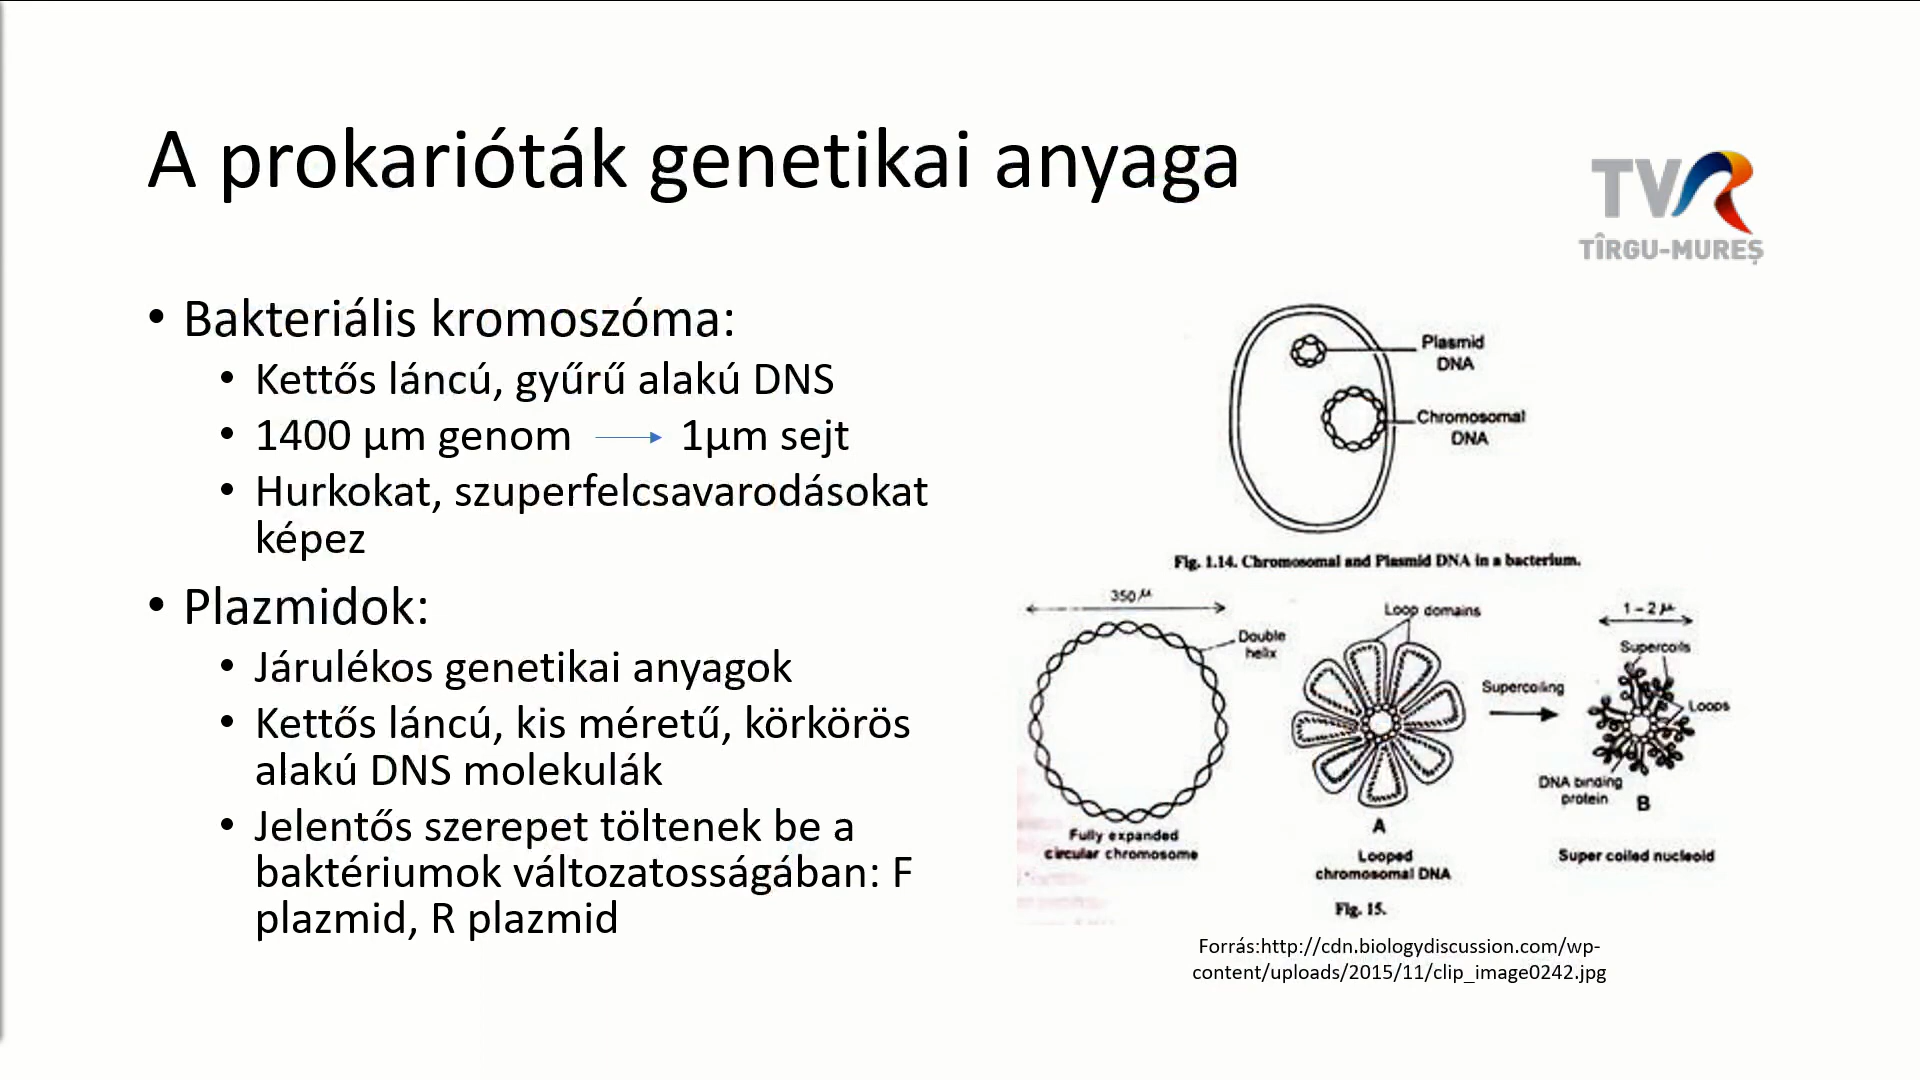 A prokarióták genetikai anyaga
TVR
TÎRGU-MUREȘ
• Bakteriális kromoszóma:
• Kettős láncú, gyűrű alakú DNS
• 1400 µm genom → 1µm sejt
• Hurkokat, szuperfelcsavarodásokat
képez
• Plazmidok:
• Járulékos genetikai anyagok
• Kettős láncú, kis méretű, körkörös
alakú DNS molekulák
• Jelentős szerepet töltenek be a
baktériumok változatosságában: F
plazmid, R plazmid
Plasmid
DNA
Chromosomal
DNA
Fig. 1.14. Chromosomal and Plasmid DNA in a bacterium.
350 µ
Double
helix
Fully expanded
circular chromosome
Loop domains
A
Looped
chromosomal DNA
Supercoiling
1 – 2 µ
Supercoils
Loops
DNA binding
protein
B
Super coiled nucleoid
Fig. 15.
Forrás:http://cdn.biologydiscussion.com/wp-
content/uploads/2015/11/clip_image0242.jpg